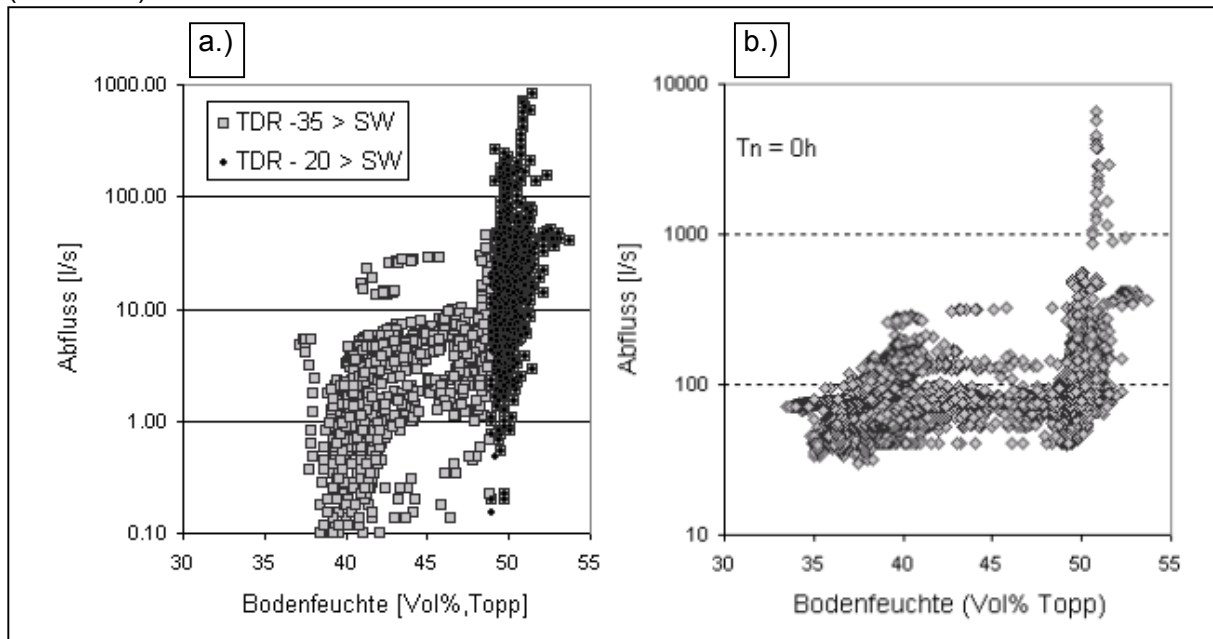 a.)
1000.00
100.00
10.00
1.00
0.10
Abfluss [l/s]
TDR -35 > SW
TDR - 20 > SW
30 35 40 45 50 55
Bodenfeuchte [Vol%,Topp]
b.)
10000
1000
100
10
Abfluss [l/s]
Tn = 0h
30 35 40 45 50 55
Bodenfeuchte (Vol% Topp)